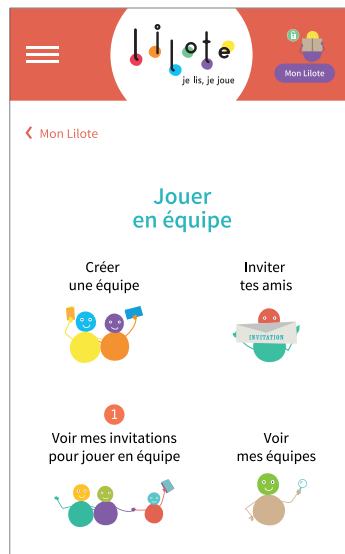 lilote
je lis, je joue
Mon Lilote
Mon Lilote
Jouer
en équipe
Créer
une équipe
Inviter
tes amis
INVITATION
1
Voir mes invitations
pour jouer en équipe
Voir
mes équipes